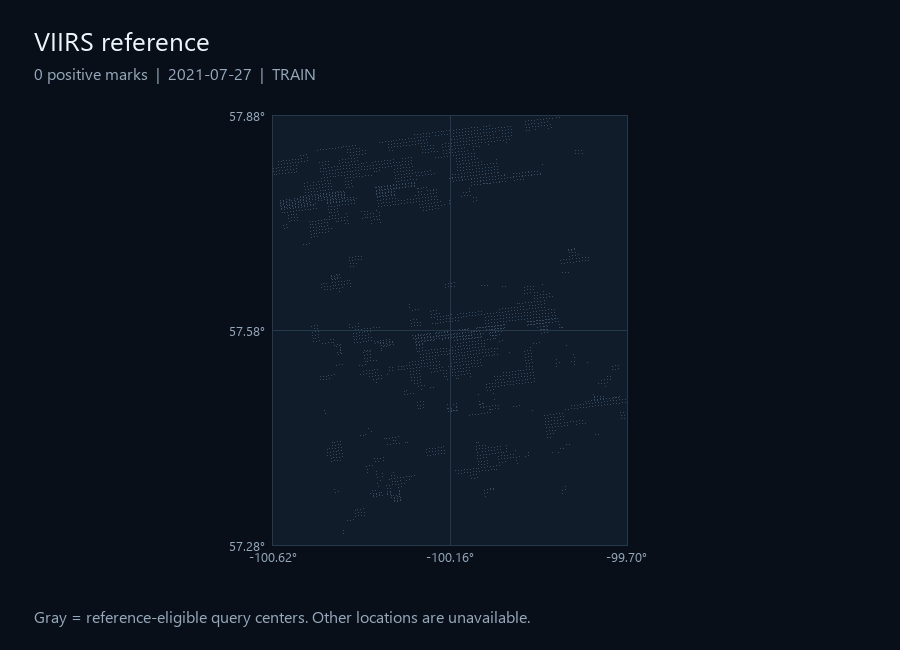 VIIRS reference
0 positive marks | 2021-07-27 | TRAIN
57.88°
57.58°
57.28°
-100.62° -100.16° -99.70°
Gray = reference-eligible query centers. Other locations are unavailable.